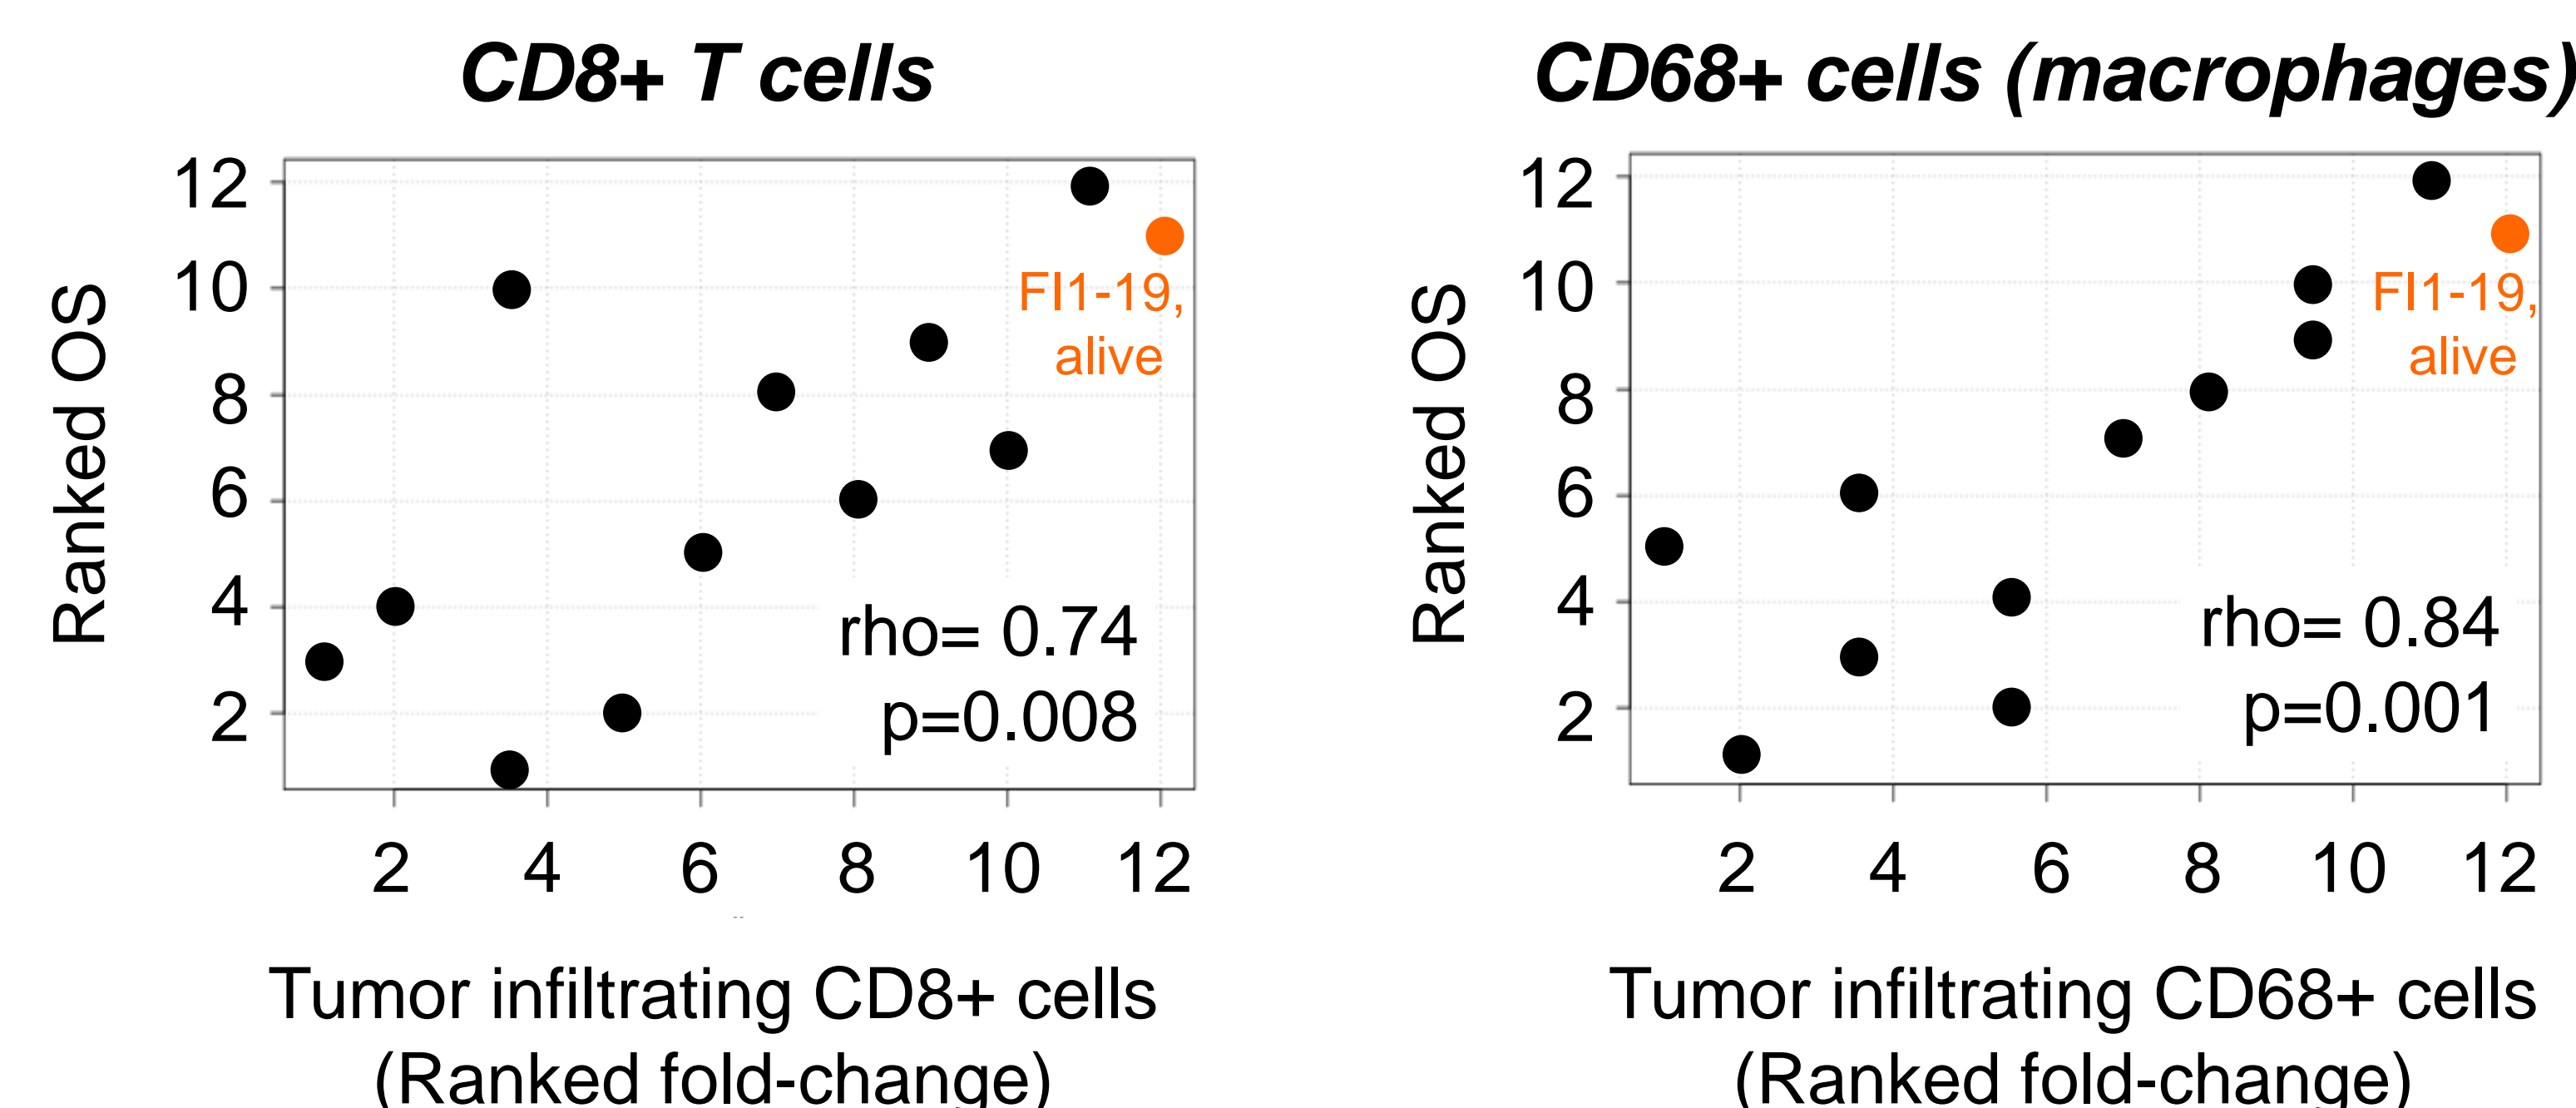 CD8+ T cells
Ranked OS
12
10
8
6
4
2
FI1-19,
alive
rho= 0.74
p=0.008
2 4 6 8 10 12
Tumor infiltrating CD8+ cells
(Ranked fold-change)
CD68+ cells (macrophages)
Ranked OS
12
10
8
6
4
2
FI1-19,
alive
rho= 0.84
p=0.001
2 4 6 8 10 12
Tumor infiltrating CD68+ cells
(Ranked fold-change)